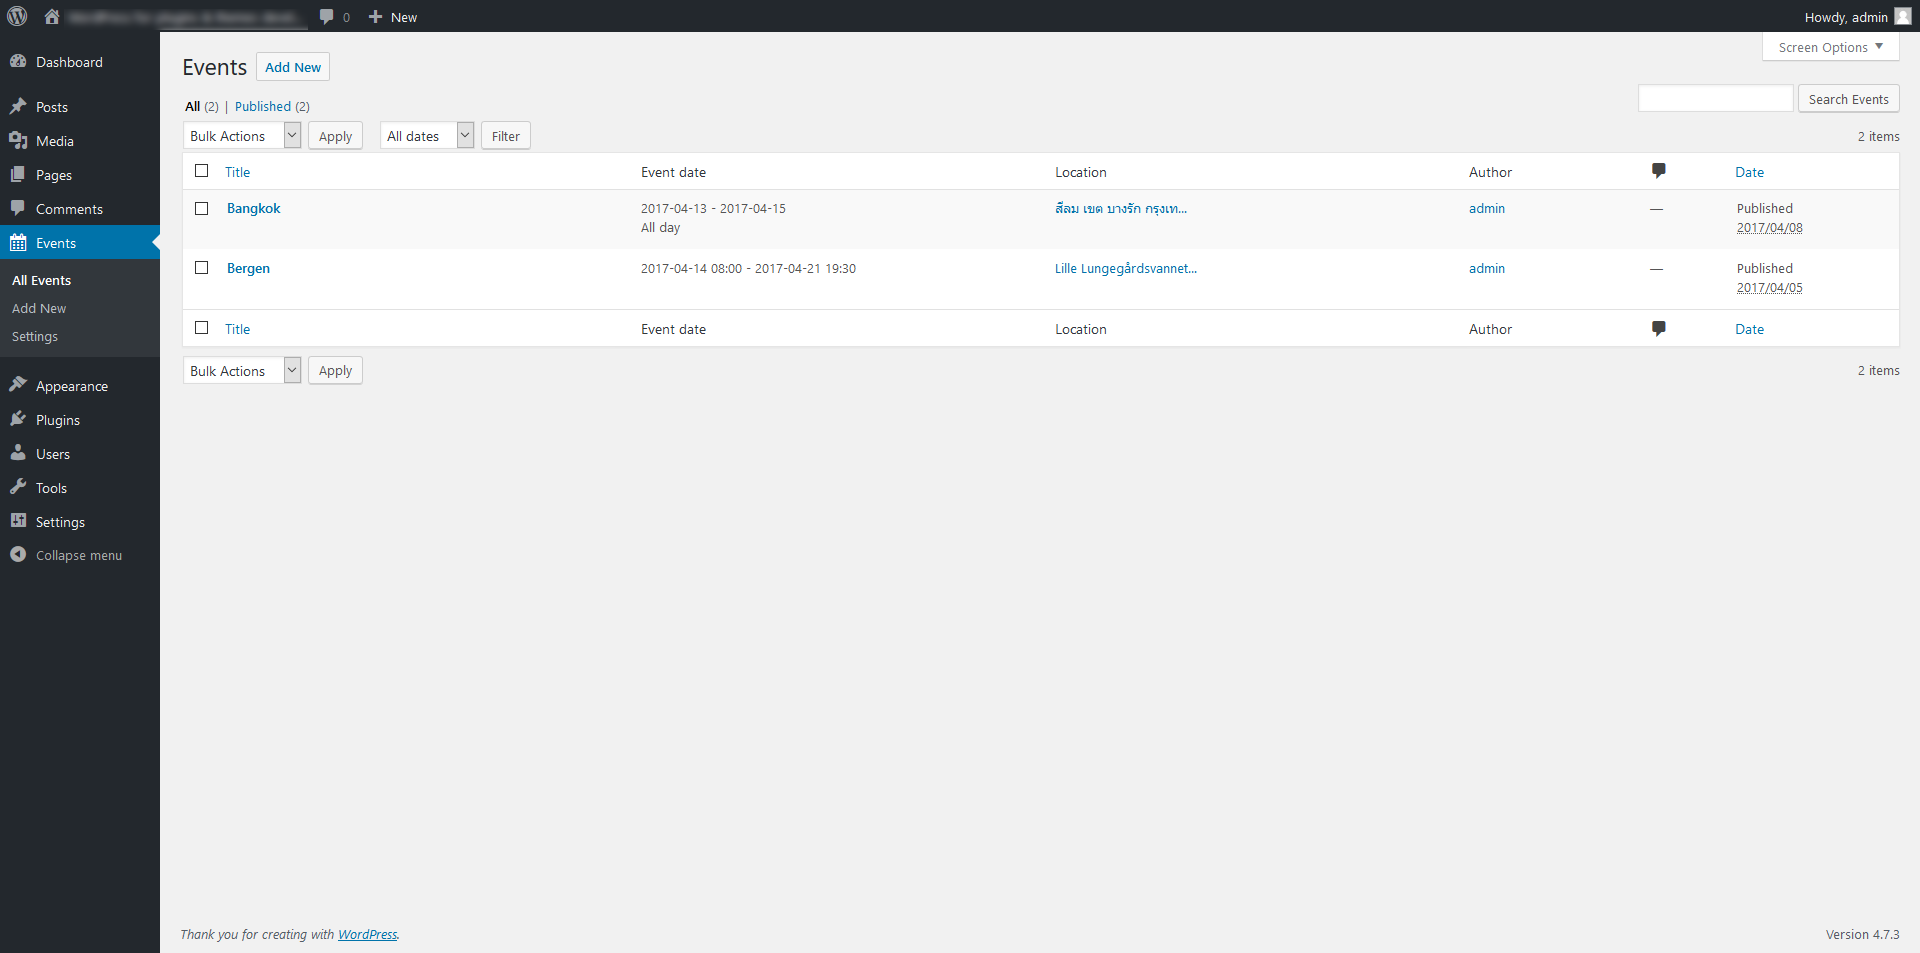 0 New Howdy, admin
Screen Options
Dashboard
Posts
Media
Pages
Comments
Events
All Events
Add New
Settings
Appearance
Plugins
Users
Tools
Settings
Collapse menu
Events Add New
All (2) | Published (2)
Search Events
Bulk Actions Apply All dates Filter 2 items
Title Event date Location Author Date
Bangkok 2017-04-13 - 2017-04-15 สีลม เขต บางรัก กรุงเท... admin — Published
All day 2017/04/08
Bergen 2017-04-14 08:00 - 2017-04-21 19:30 Lille Lungegårdsvannet... admin — Published
2017/04/05
Title Event date Location Author Date
Bulk Actions Apply 2 items
Thank you for creating with WordPress. Version 4.7.3